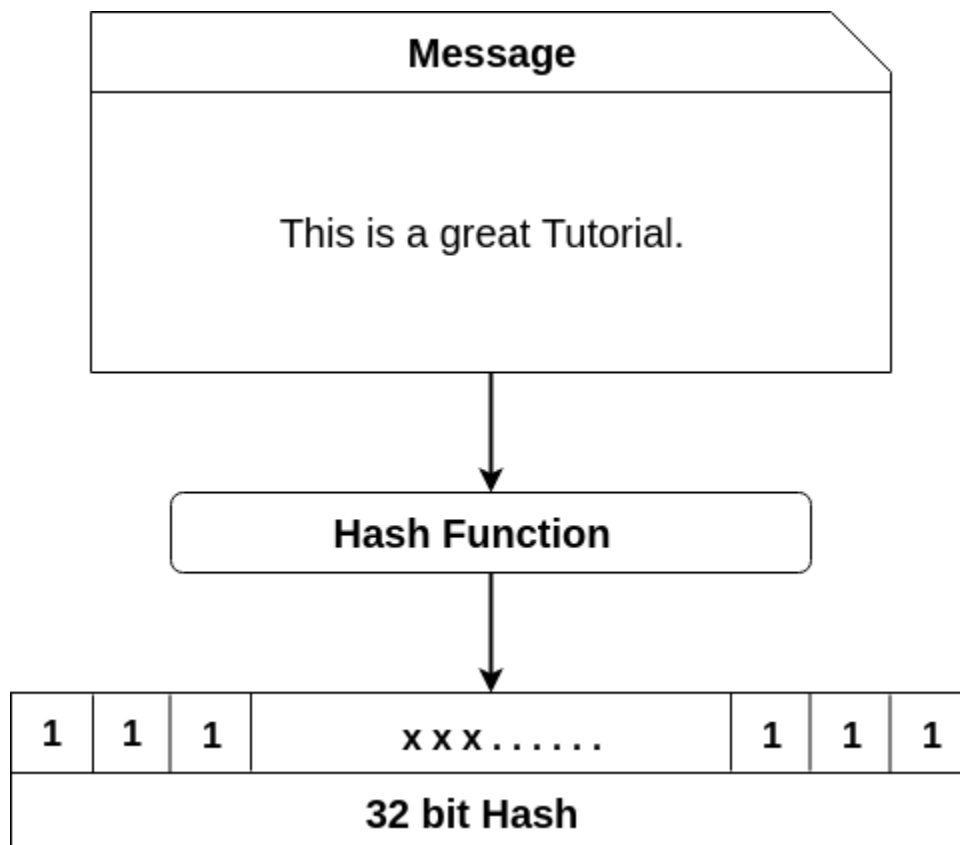 Message
This is a great Tutorial.
Hash Function
1 1 1 x x x . . . . . . 1 1 1
32 bit Hash